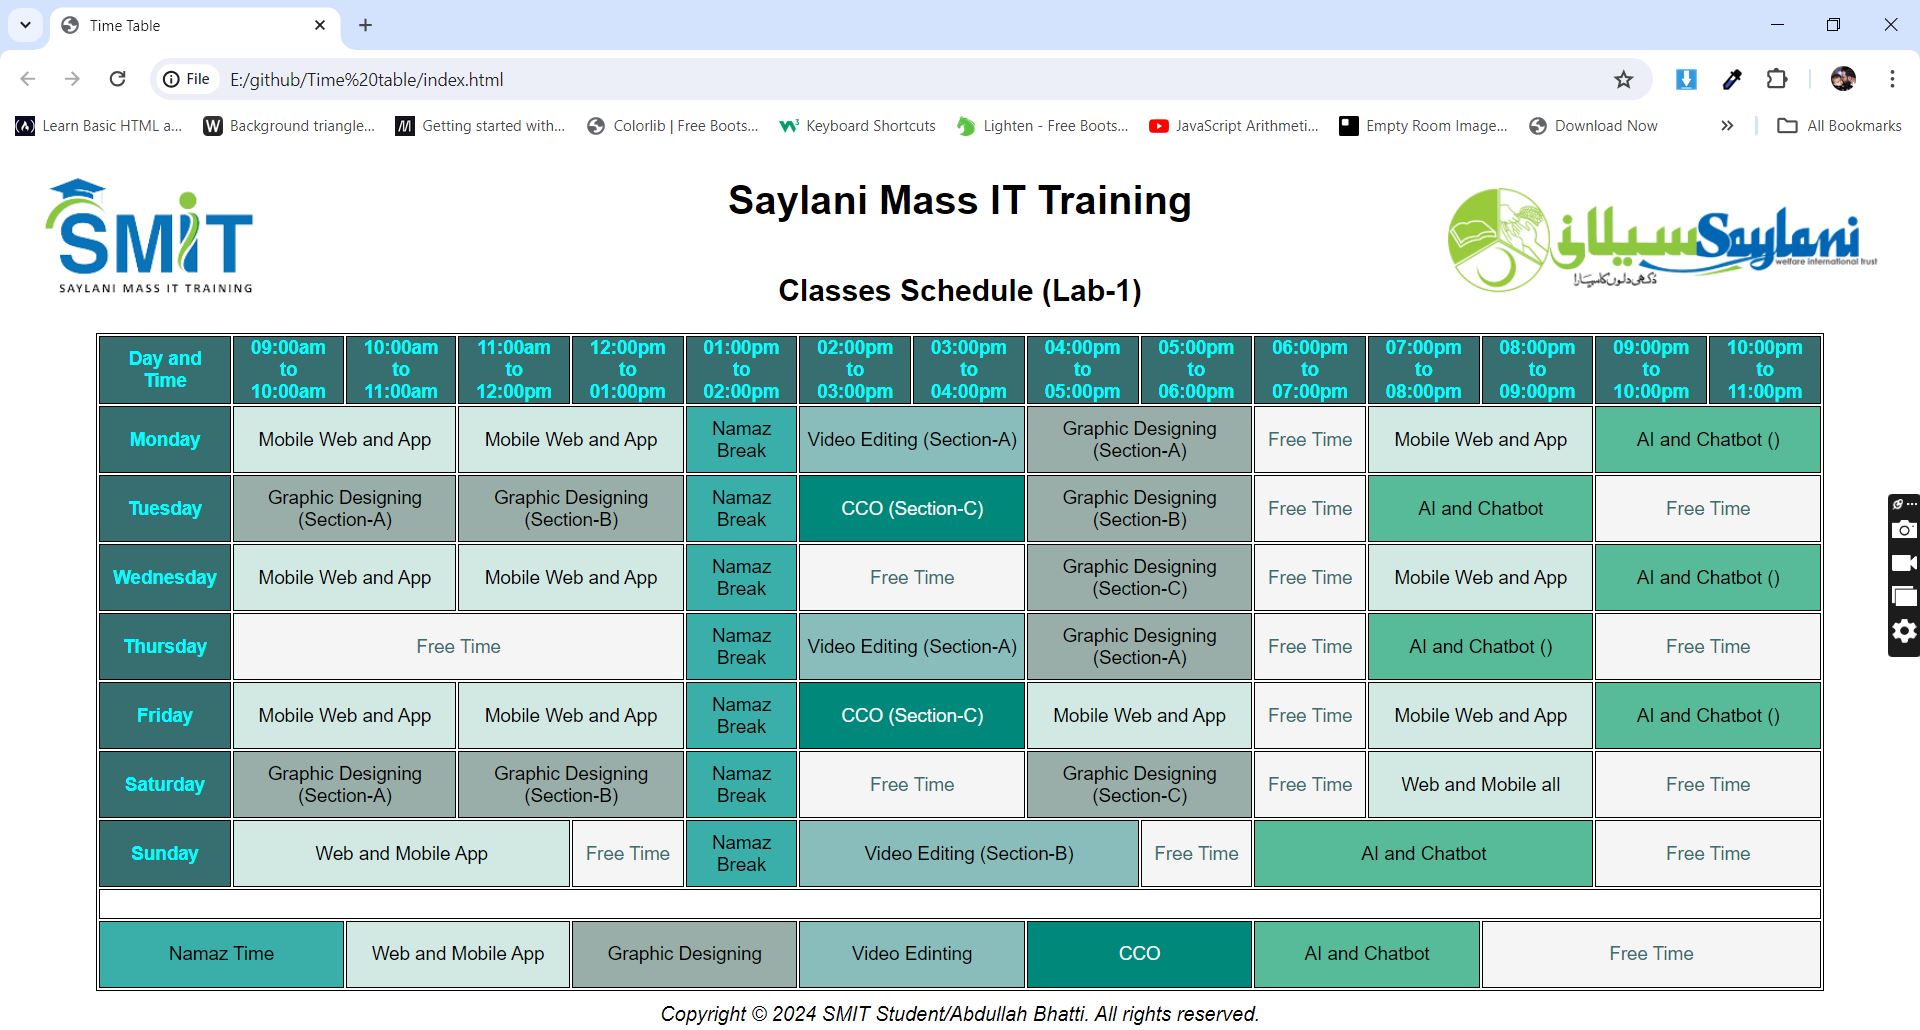 Time Table
File
E:/github/Time%20table/index.html
Learn Basic HTML a...
Background triangle...
Getting started with...
Colorlib | Free Boots...
Keyboard Shortcuts
Lighten - Free Boots...
JavaScript Arithmeti...
Empty Room Image...
Download Now
All Bookmarks
SMIT
SAYLANI MASS IT TRAINING
Saylani Mass IT Training
Classes Schedule (Lab-1)
سیلانی Saylani
welfare international trust
دُکھی دلوں کا سہارا
Day and Time
09:00am to 10:00am
10:00am to 11:00am
11:00am to 12:00pm
12:00pm to 01:00pm
01:00pm to 02:00pm
02:00pm to 03:00pm
03:00pm to 04:00pm
04:00pm to 05:00pm
05:00pm to 06:00pm
06:00pm to 07:00pm
07:00pm to 08:00pm
08:00pm to 09:00pm
09:00pm to 10:00pm
10:00pm to 11:00pm
Monday
Mobile Web and App
Mobile Web and App
Namaz Break
Video Editing (Section-A)
Graphic Designing (Section-A)
Free Time
Mobile Web and App
AI and Chatbot ()
Tuesday
Graphic Designing (Section-A)
Graphic Designing (Section-B)
Namaz Break
CCO (Section-C)
Graphic Designing (Section-B)
Free Time
AI and Chatbot
Free Time
Wednesday
Mobile Web and App
Mobile Web and App
Namaz Break
Free Time
Graphic Designing (Section-C)
Free Time
Mobile Web and App
AI and Chatbot ()
Thursday
Free Time
Namaz Break
Video Editing (Section-A)
Graphic Designing (Section-A)
Free Time
AI and Chatbot ()
Free Time
Friday
Mobile Web and App
Mobile Web and App
Namaz Break
CCO (Section-C)
Mobile Web and App
Free Time
Mobile Web and App
AI and Chatbot ()
Saturday
Graphic Designing (Section-A)
Graphic Designing (Section-B)
Namaz Break
Free Time
Graphic Designing (Section-C)
Free Time
Web and Mobile all
Free Time
Sunday
Web and Mobile App
Free Time
Namaz Break
Video Editing (Section-B)
Free Time
AI and Chatbot
Free Time
Namaz Time
Web and Mobile App
Graphic Designing
Video Edinting
CCO
AI and Chatbot
Free Time
Copyright © 2024 SMIT Student/Abdullah Bhatti. All rights reserved.